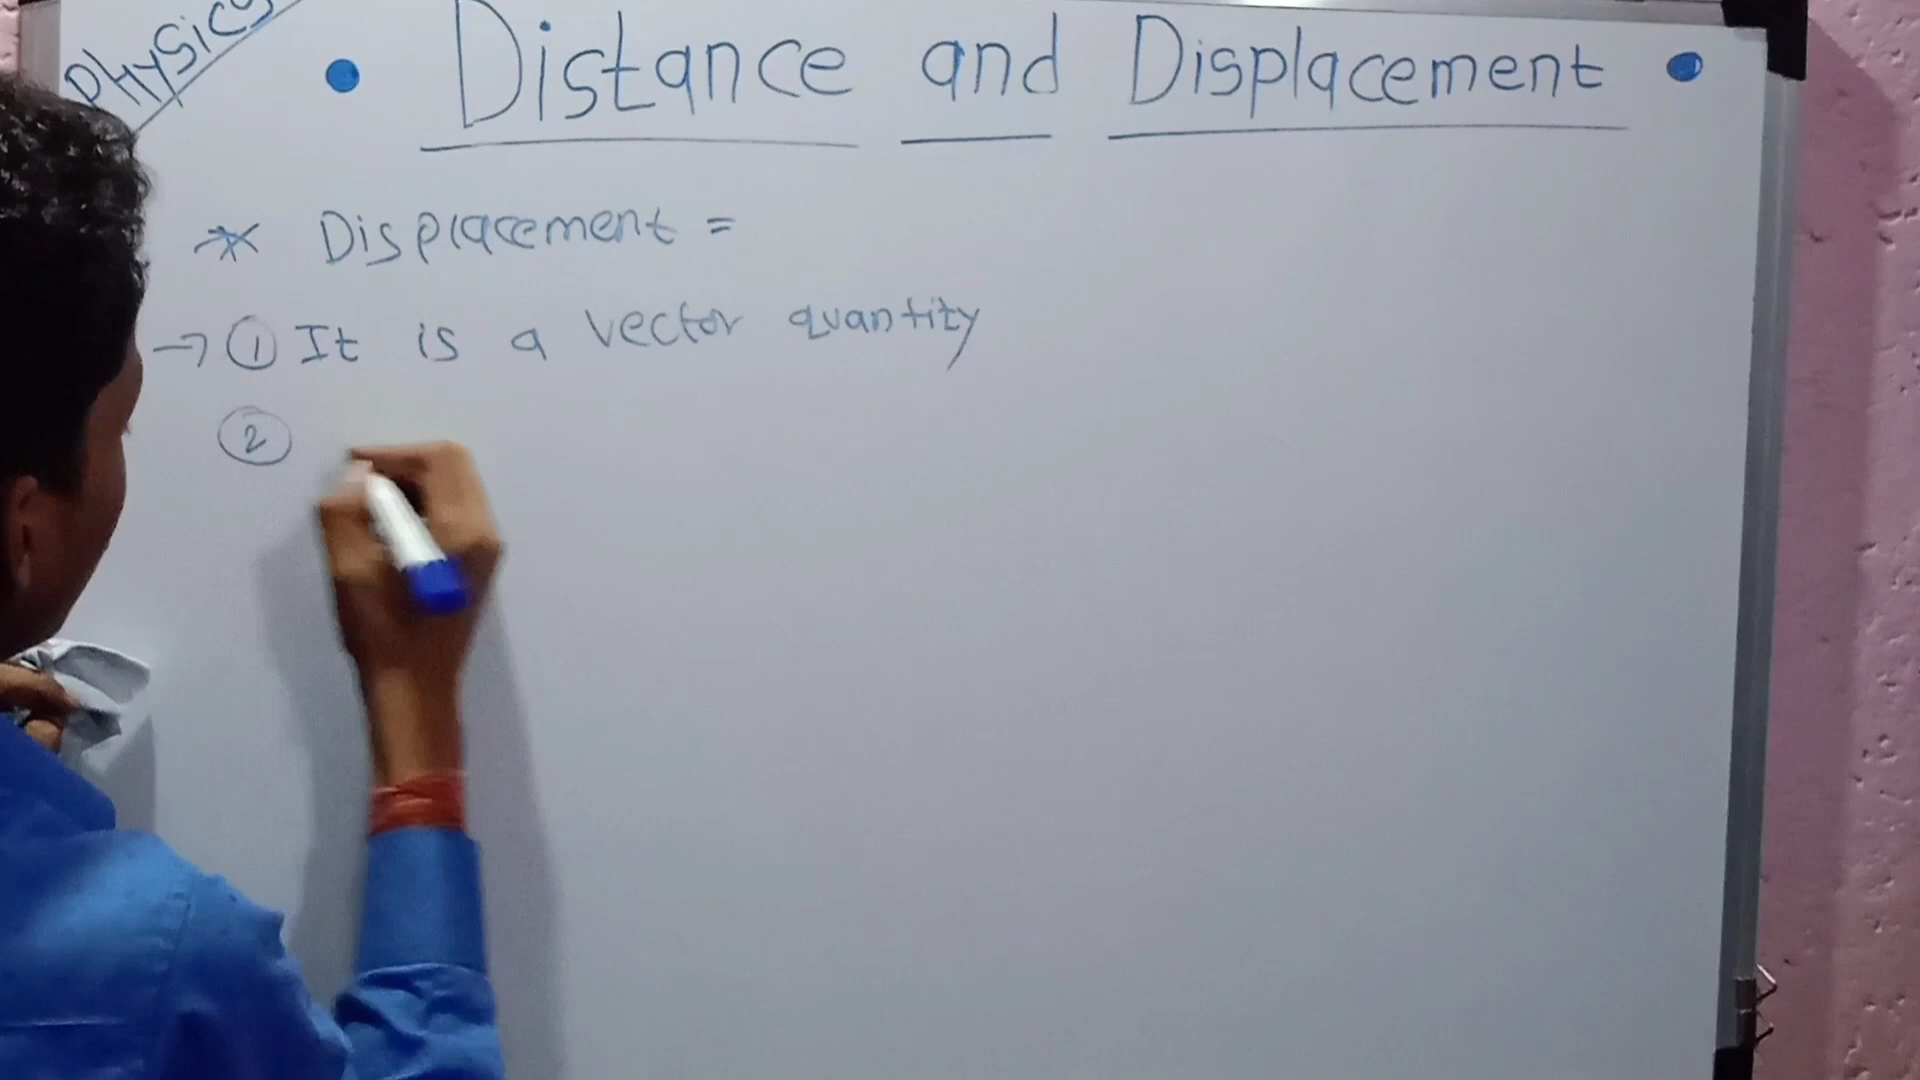 Physics
• Distance and Displacement •
* Displacement =
→ ① It is a vector quantity
②